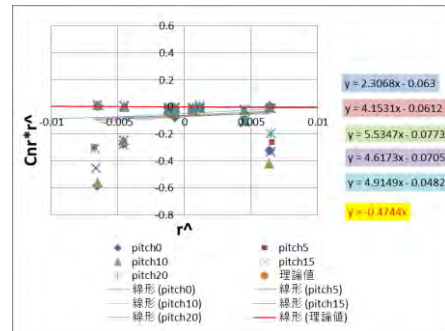 0.6
0.4
0.2
0
-0.2
-0.4
-0.6
-0.8
-0.01
-0.005
0
0.005
0.01
Cnr*r^
r^
y = 2.3068x - 0.063
y = 4.1531x - 0.0612
y = 5.5347x - 0.0773
y = 4.6173x - 0.0705
y = 4.9149x - 0.0482
y = -0.4744x
pitch0
pitch5
pitch10
pitch15
pitch20
理論値
線形 (pitch0)
線形 (pitch5)
線形 (pitch10)
線形 (pitch15)
線形 (pitch20)
線形 (理論値)